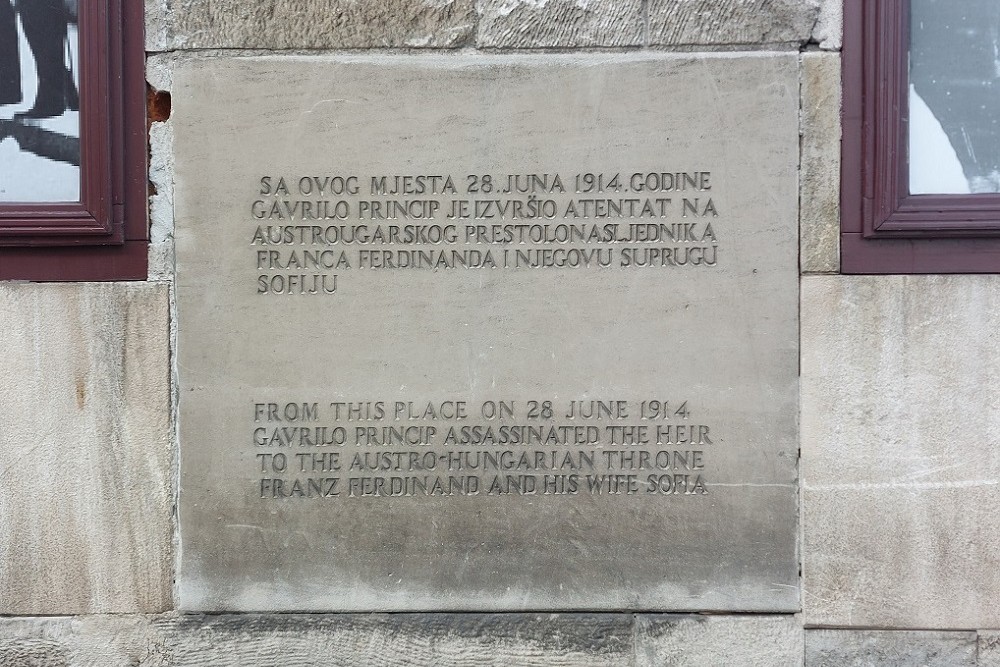 SA OVOG MJESTA 28. JUNA 1914. GODINE
GAVRILO PRINCIP JE IZVRŠIO ATENTAT NA
AUSTROUGARSKOG PRESTOLONASLJEDNIKA
FRANCA FERDINANDA I NJEGOVU SUPRUGU
SOFIJU
FROM THIS PLACE ON 28 JUNE 1914.
GAVRILO PRINCIP ASSASSINATED THE HEIR
TO THE AUSTRO-HUNGARIAN THRONE
FRANZ FERDINAND AND HIS WIFE SOFIA